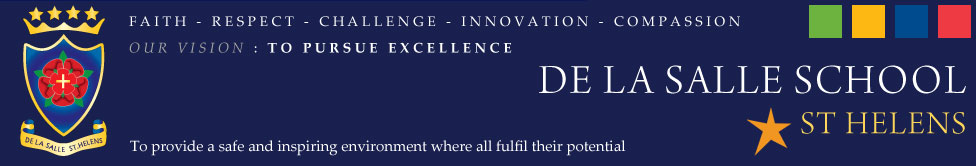 FAITH - RESPECT - CHALLENGE - INNOVATION - COMPASSION
OUR VISION : TO PURSUE EXCELLENCE
DE LA SALLE SCHOOL
ST HELENS
DE LA SALLE ST. HELENS
To provide a safe and inspiring environment where all fulfil their potential